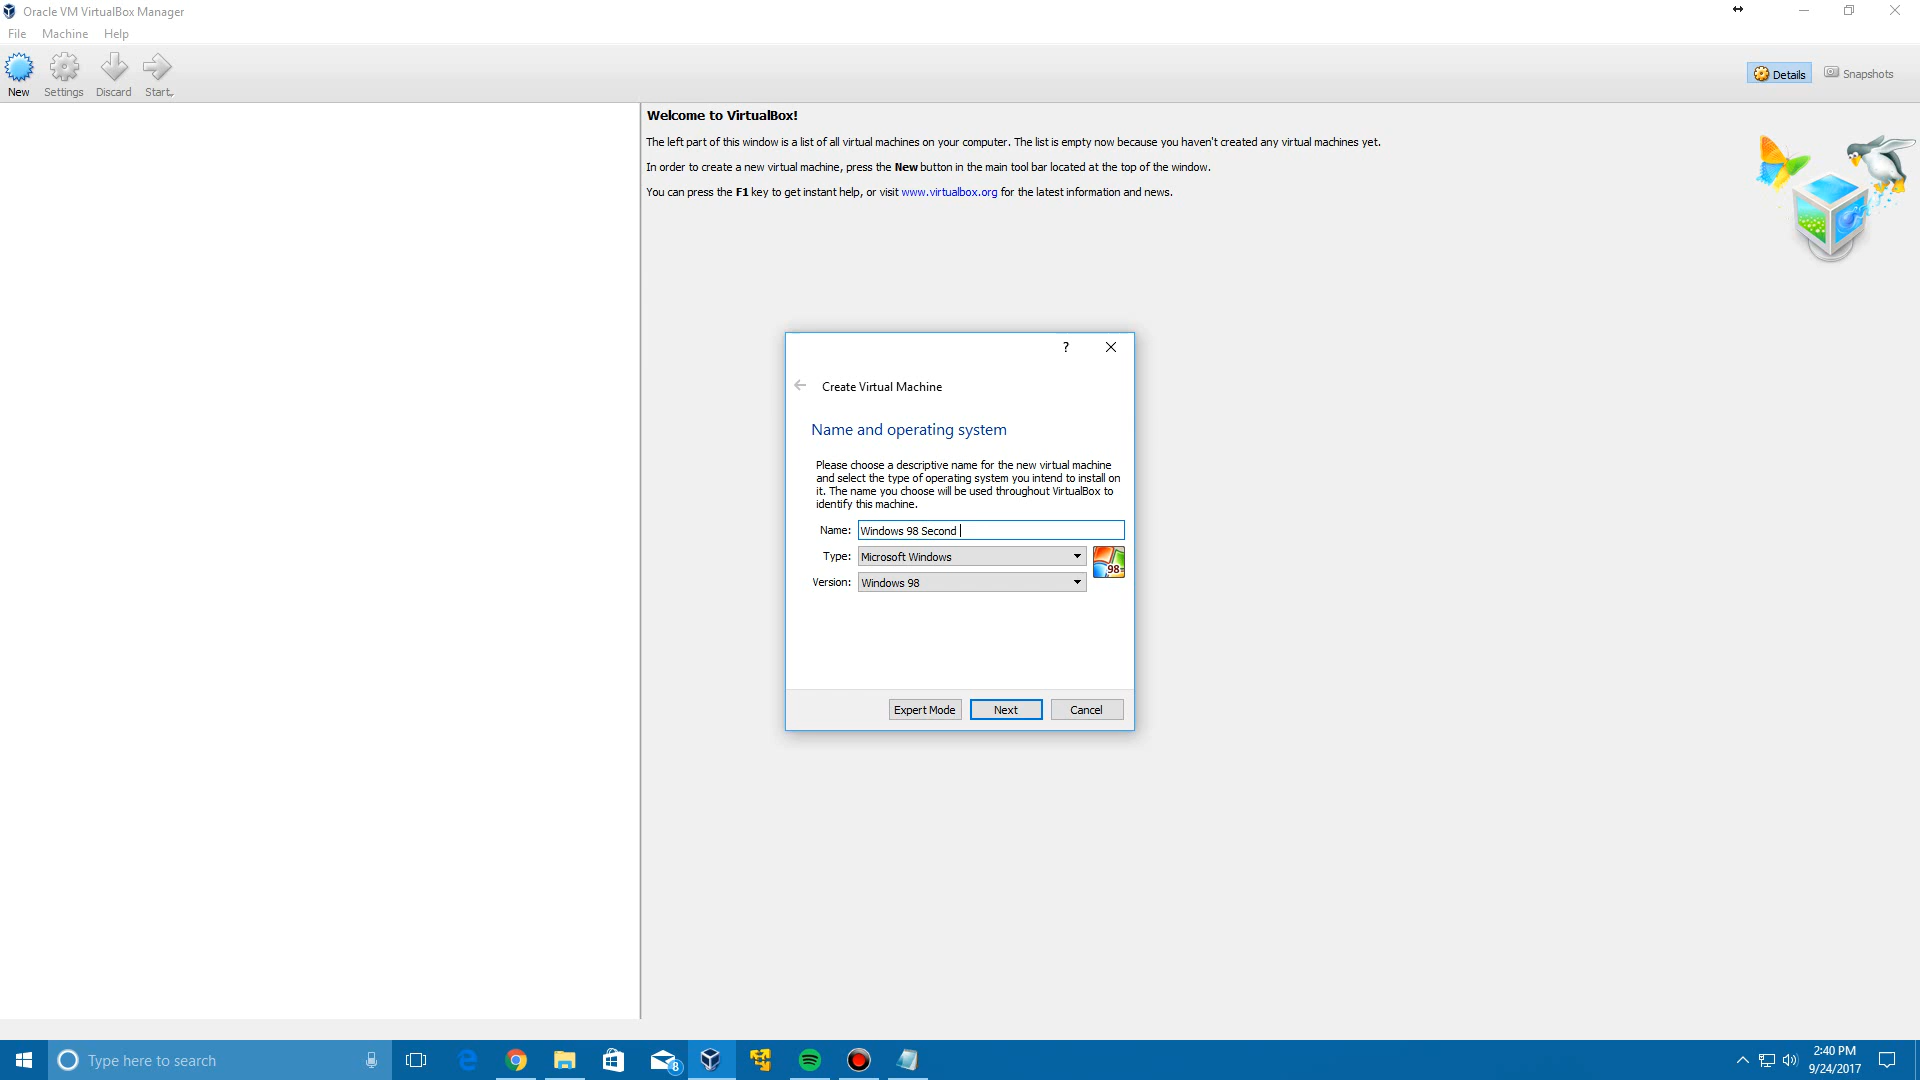 Oracle VM VirtualBox Manager
File Machine Help
New Settings Discard Start
Details Snapshots
Welcome to VirtualBox!
The left part of this window is a list of all virtual machines on your computer. The list is empty now because you haven't created any virtual machines yet.
In order to create a new virtual machine, press the New button in the main tool bar located at the top of the window.
You can press the F1 key to get instant help, or visit www.virtualbox.org for the latest information and news.
?
Create Virtual Machine
Name and operating system
Please choose a descriptive name for the new virtual machine
and select the type of operating system you intend to install on
it. The name you choose will be used throughout VirtualBox to
identify this machine.
Name: Windows 98 Second
Type: Microsoft Windows
98
Version: Windows 98
Expert Mode Next Cancel
Type here to search
8
2:40 PM
9/24/2017